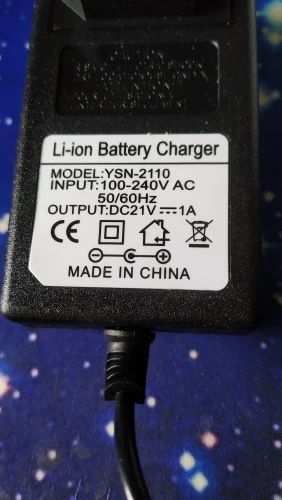 Li-ion Battery Charger
MODEL:YSN-2110
INPUT:100-240V AC
50/60Hz
OUTPUT:DC21V⎓1A
CE
MADE IN CHINA